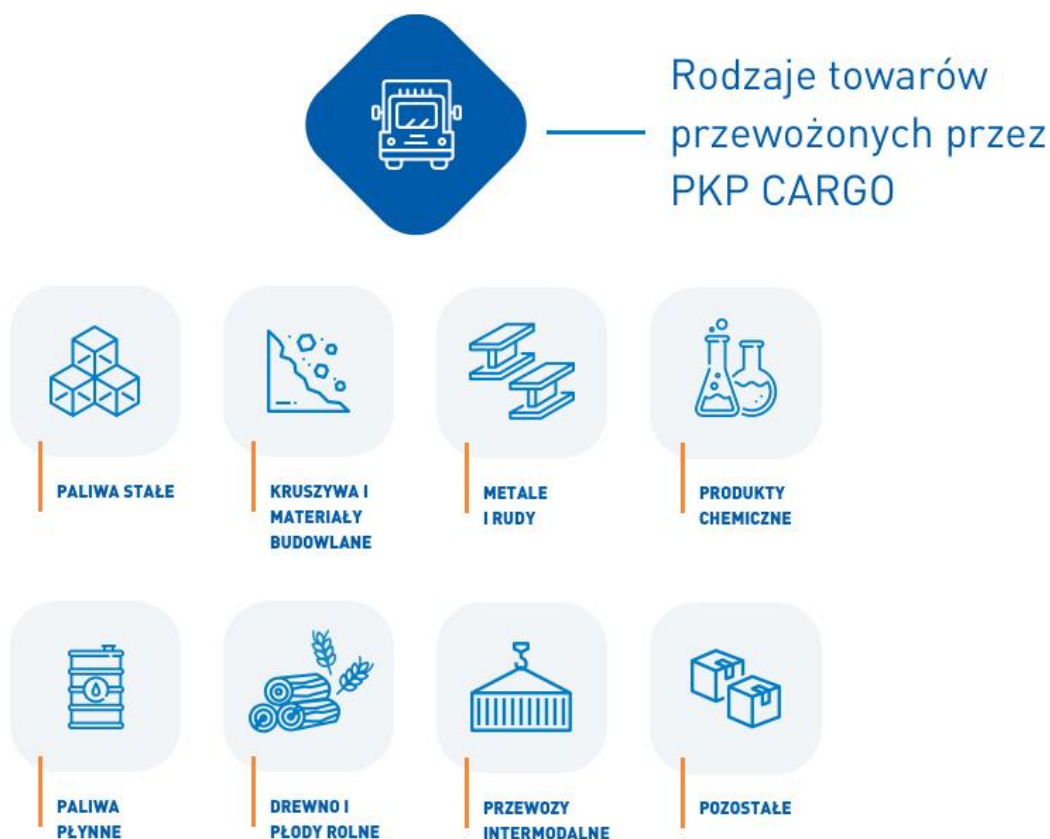 Rodzaje towarów
przewożonych przez
PKP CARGO
PALIWA STAŁE
KRUSZYWA I
MATERIAŁY
BUDOWLANE
METALE
I RUDY
PRODUKTY
CHEMICZNE
PALIWA
PŁYNNE
DREWNO I
PŁODY ROLNE
PRZEWOZY
INTERMODALNE
POZOSTAŁE